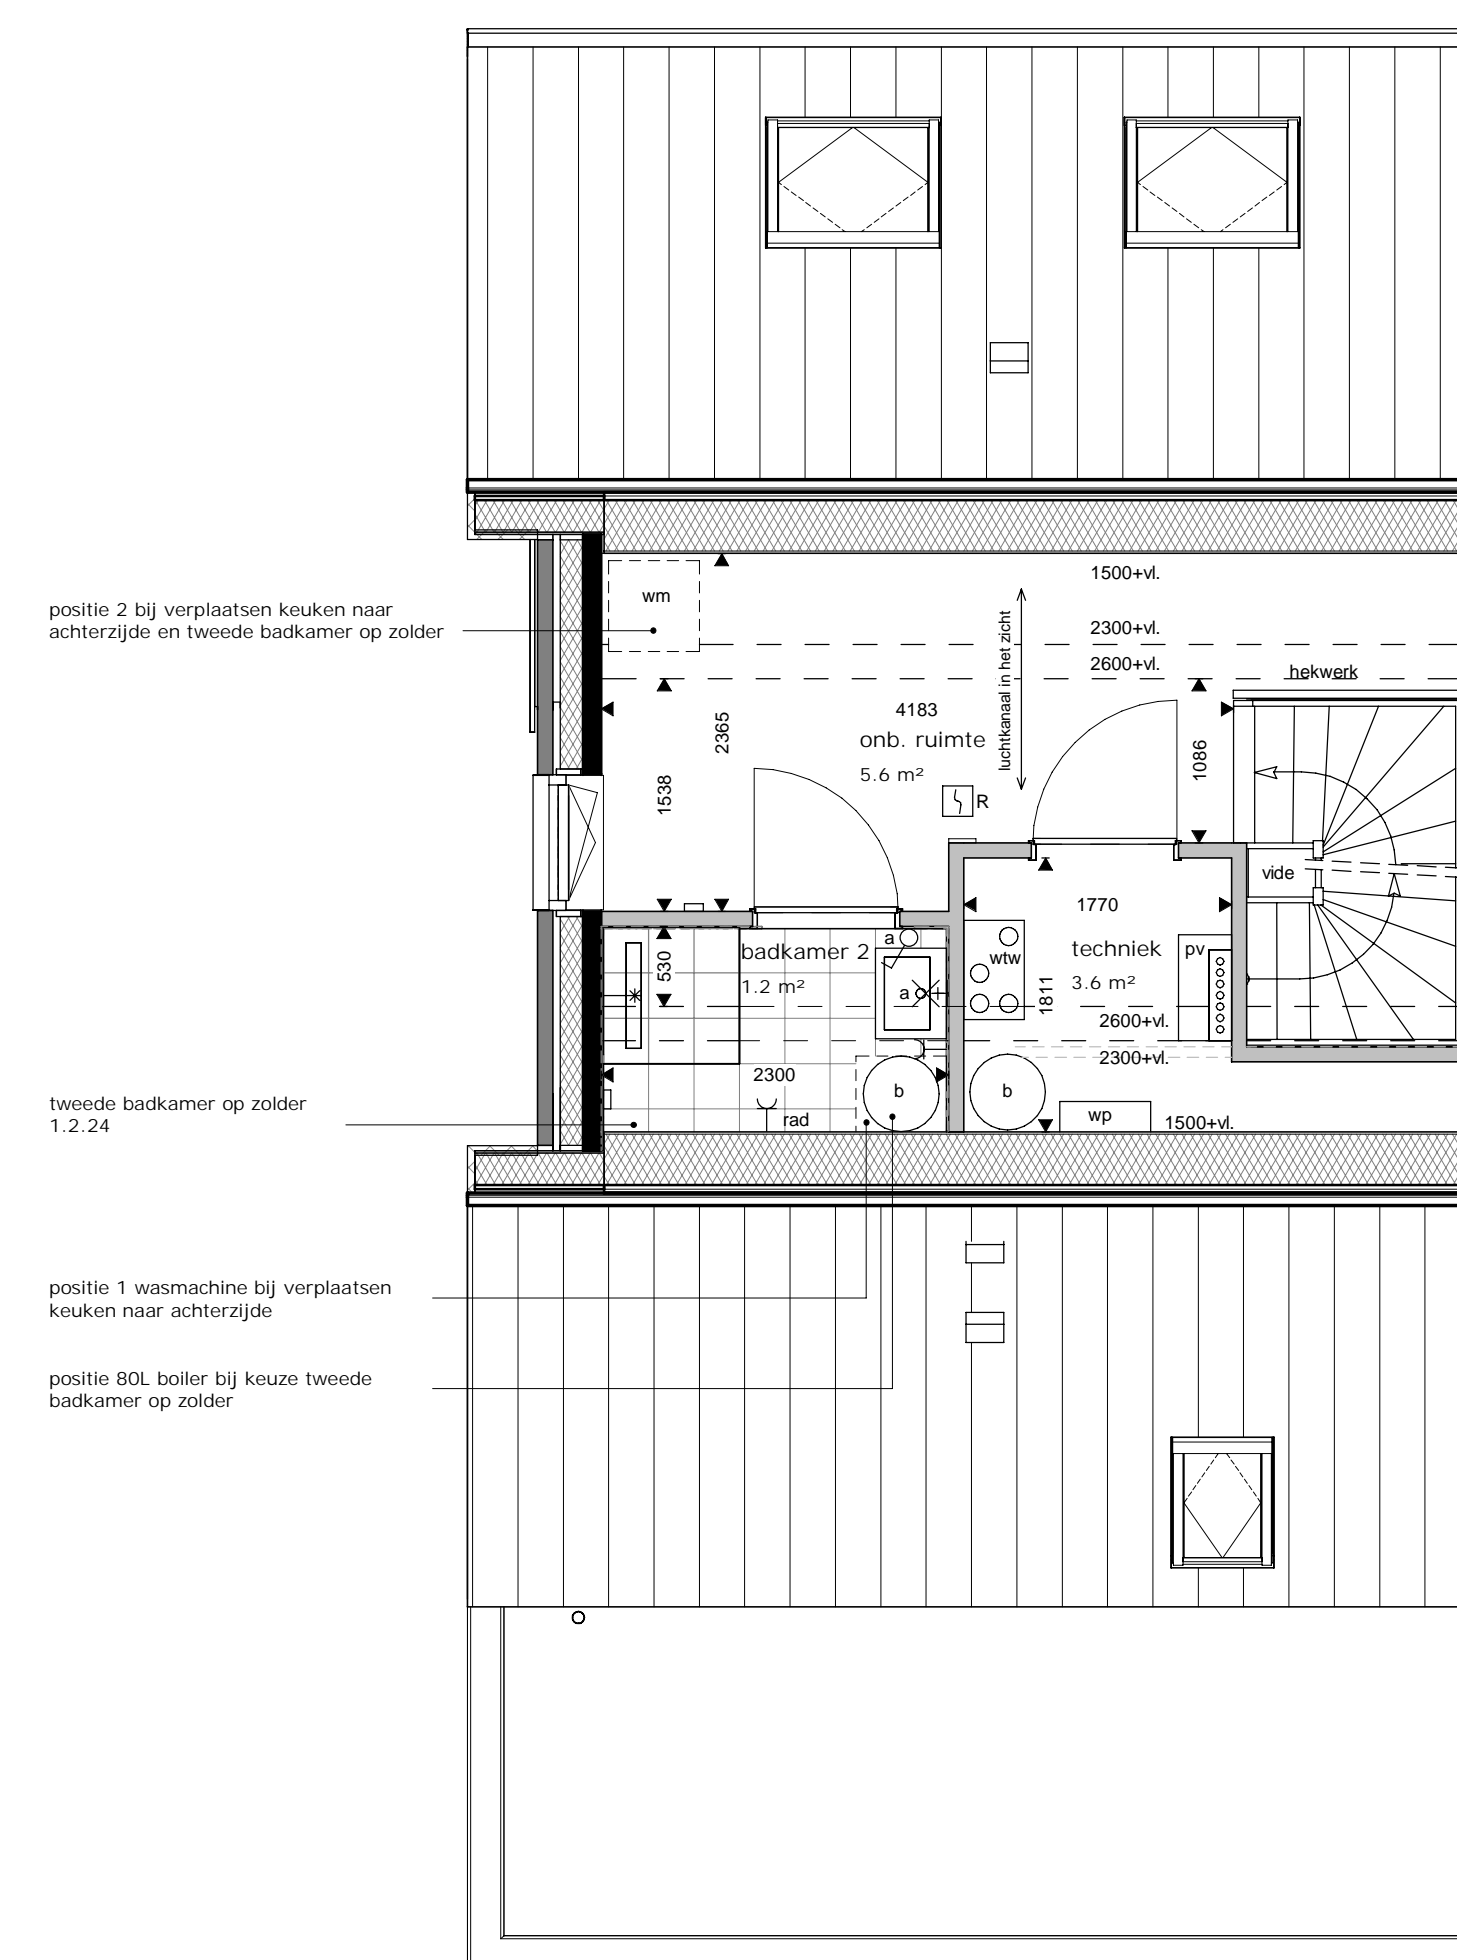 positie 2 bij verplaatsen keuken naar
achterzijde en tweede badkamer op zolder
wm
1500+vl.
2300+vl.
2600+vl.
hekwerk
luchtkanaal in het zicht
4183
onb. ruimte
5.6 m²
2365
1538
1086
R
vide
1770
techniek
3.6 m²
wtw
pv
1811
2600+vl.
2300+vl.
b
wp
1500+vl.
530
badkamer 2
1.2 m²
a
a
2300
b
rad
tweede badkamer op zolder
1.2.24
positie 1 wasmachine bij verplaatsen
keuken naar achterzijde
positie 80L boiler bij keuze tweede
badkamer op zolder